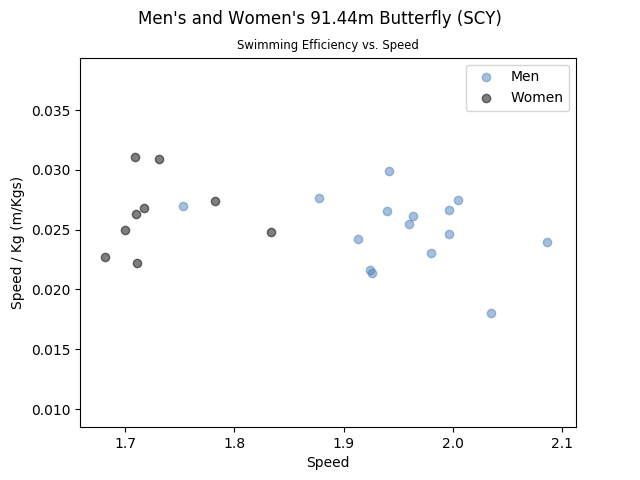 Men's and Women's 91.44m Butterfly (SCY)
Swimming Efficiency vs. Speed
Men
Women
0.035
0.030
0.025
0.020
0.015
0.010
Speed / Kg (m/Kgs)
1.7
1.8
1.9
2.0
2.1
Speed